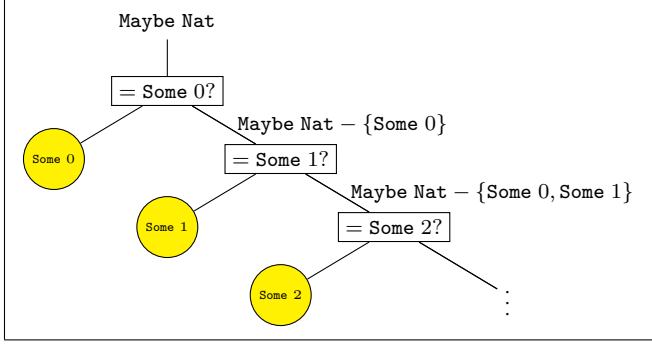 Maybe Nat
= Some 0?
Maybe Nat − {Some 0}
Some 0
= Some 1?
Maybe Nat − {Some 0, Some 1}
Some 1
= Some 2?
Some 2
⋮